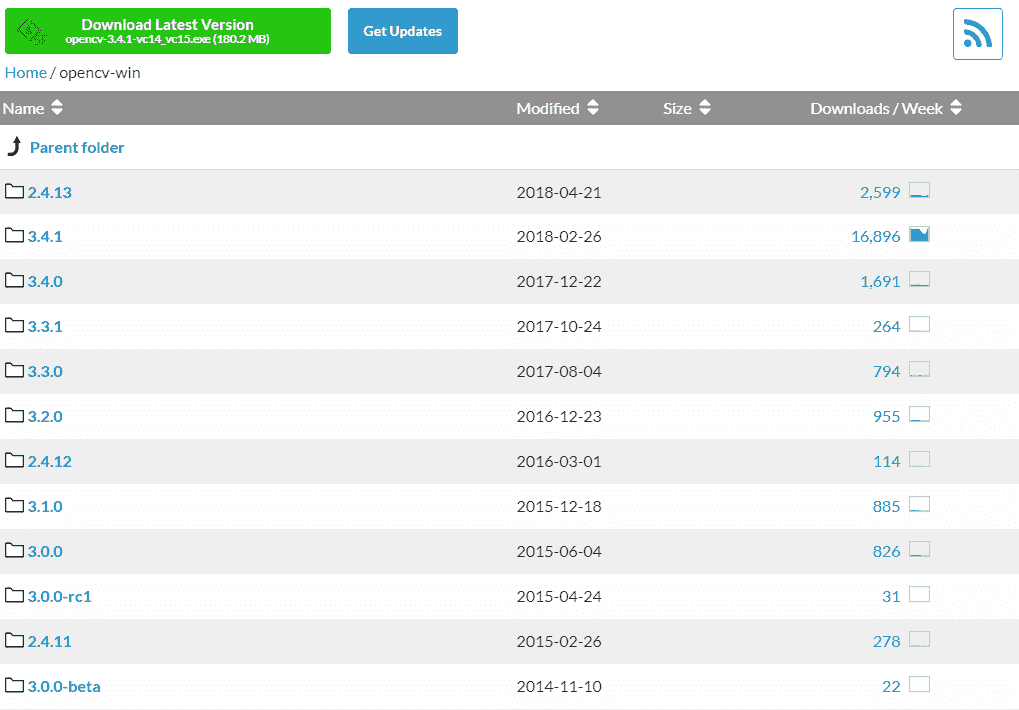 Download Latest Version
opencv-3.4.1-vc14_vc15.exe (180.2 MB)
Get Updates
Home / opencv-win
Name Modified Size Downloads / Week
Parent folder
2.4.13 2018-04-21 2,599
3.4.1 2018-02-26 16,896
3.4.0 2017-12-22 1,691
3.3.1 2017-10-24 264
3.3.0 2017-08-04 794
3.2.0 2016-12-23 955
2.4.12 2016-03-01 114
3.1.0 2015-12-18 885
3.0.0 2015-06-04 826
3.0.0-rc1 2015-04-24 31
2.4.11 2015-02-26 278
3.0.0-beta 2014-11-10 22